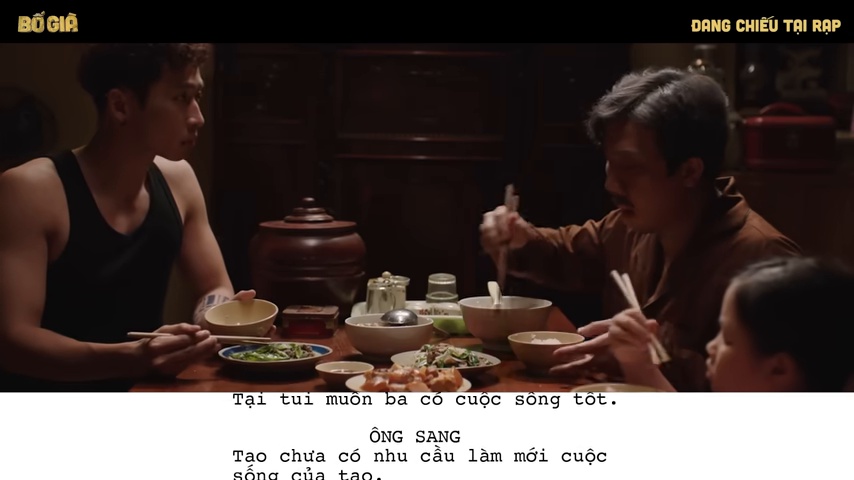 BỐ GIÀ
ĐANG CHIẾU TẠI RẠP
Tại tui muốn ba có cuộc sống tốt.
ÔNG SANG
Tao chưa có nhu cầu làm mới cuộc
sống của tao.